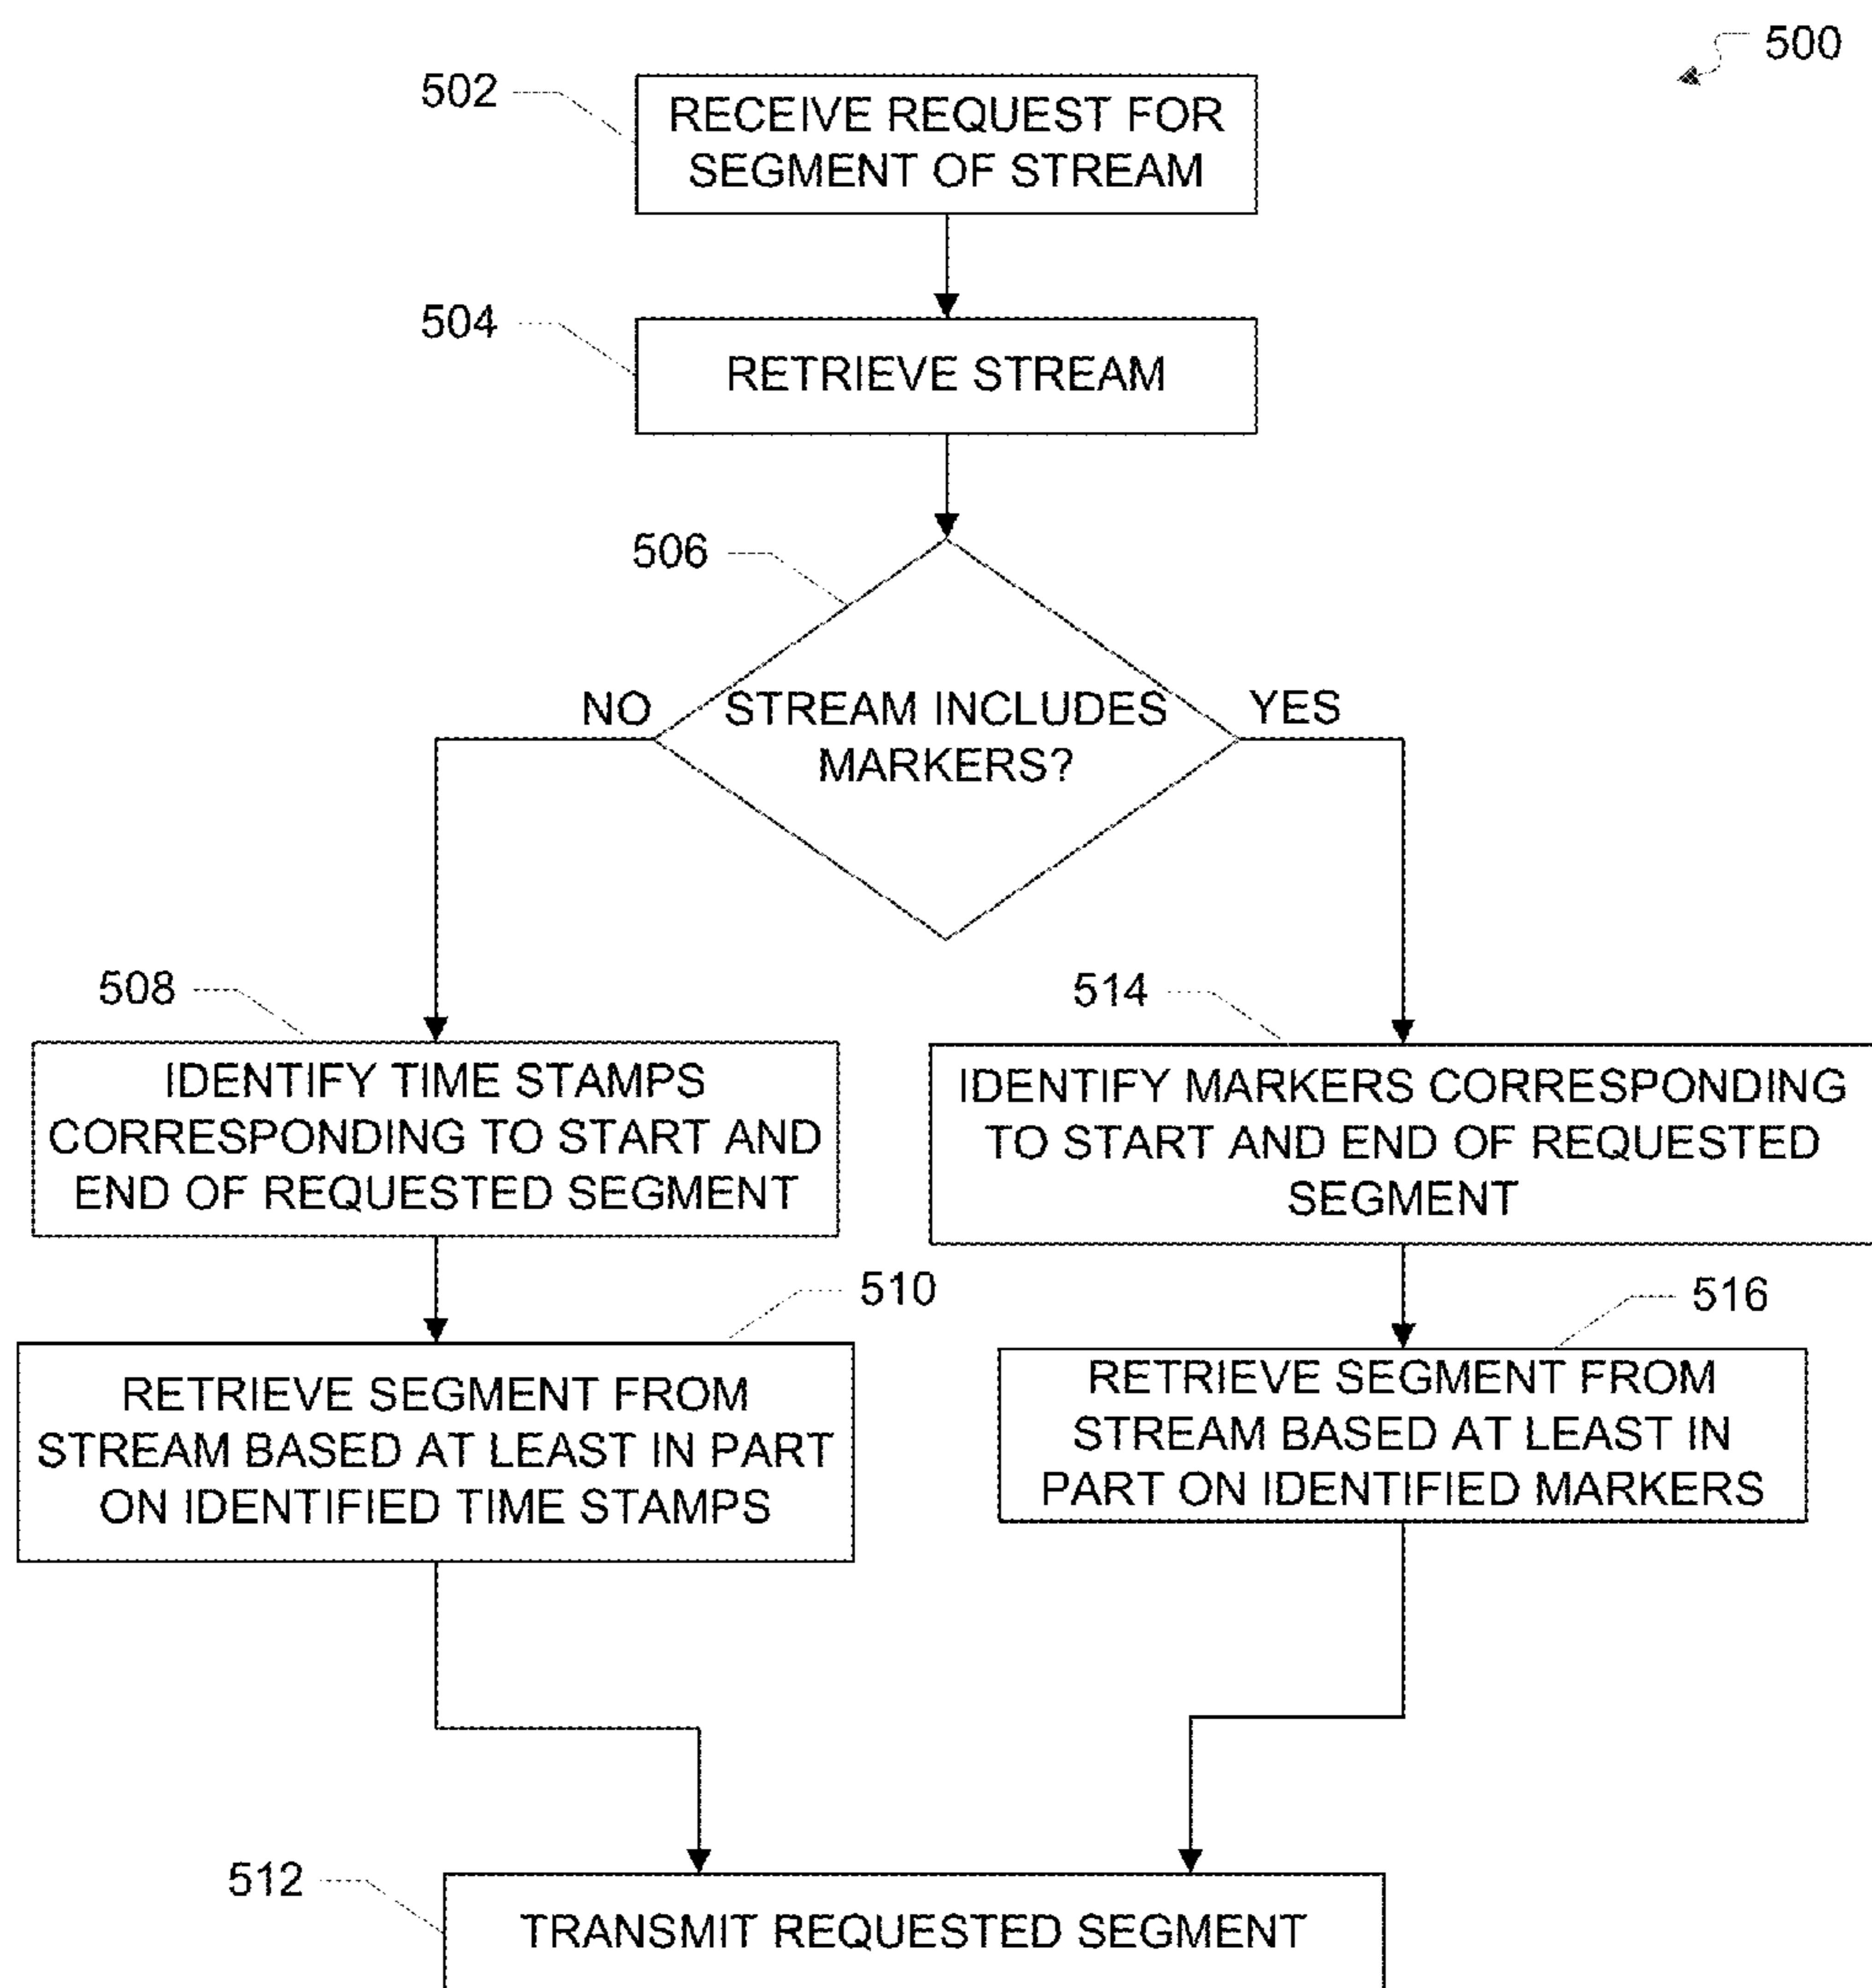 500
502
RECEIVE REQUEST FOR
SEGMENT OF STREAM
504
RETRIEVE STREAM
506
NO
STREAM INCLUDES
MARKERS?
YES
508
IDENTIFY TIME STAMPS
CORRESPONDING TO START AND
END OF REQUESTED SEGMENT
514
IDENTIFY MARKERS CORRESPONDING
TO START AND END OF REQUESTED
SEGMENT
510
RETRIEVE SEGMENT FROM
STREAM BASED AT LEAST IN PART
ON IDENTIFIED TIME STAMPS
516
RETRIEVE SEGMENT FROM
STREAM BASED AT LEAST IN
PART ON IDENTIFIED MARKERS
512
TRANSMIT REQUESTED SEGMENT